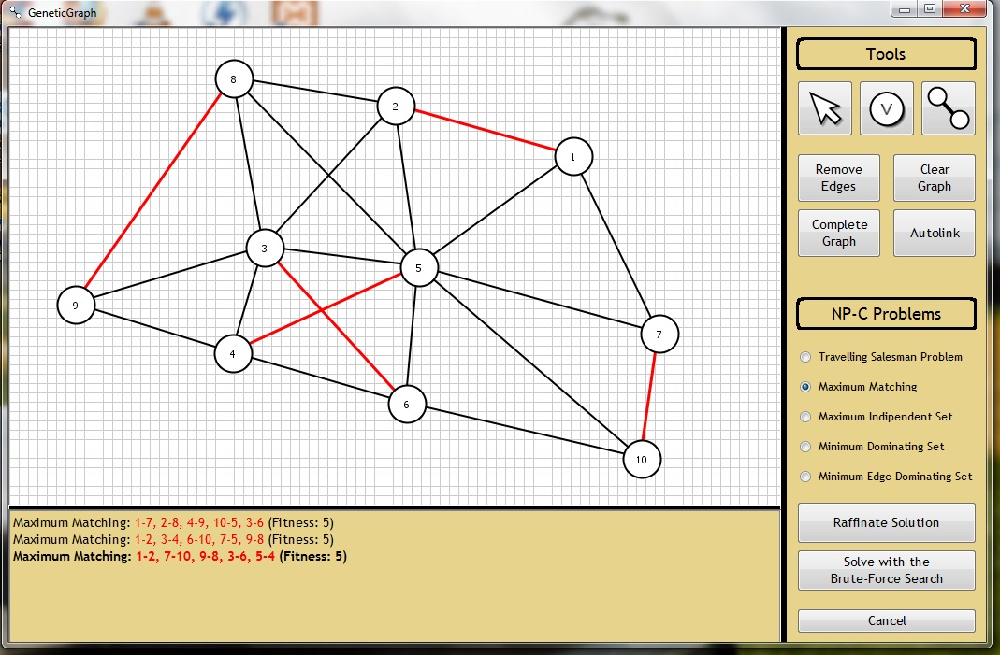 GeneticGraph
8
2
1
3
5
9
7
4
6
10
Maximum Matching: 1-7, 2-8, 4-9, 10-5, 3-6 (Fitness: 5)
Maximum Matching: 1-2, 3-4, 6-10, 7-5, 9-8 (Fitness: 5)
Maximum Matching: 1-2, 7-10, 9-8, 3-6, 5-4 (Fitness: 5)
Tools
V
Remove
Edges
Clear
Graph
Complete
Graph
Autolink
NP-C Problems
Travelling Salesman Problem
Maximum Matching
Maximum Indipendent Set
Minimum Dominating Set
Minimum Edge Dominating Set
Raffinate Solution
Solve with the
Brute-Force Search
Cancel